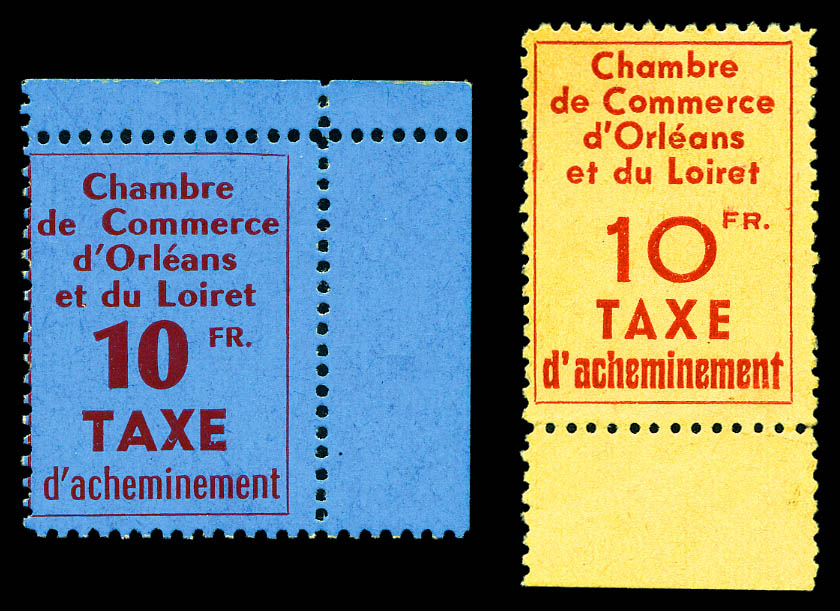 Chambre
de Commerce
d'Orléans
et du Loiret
10 FR.
TAXE
d'acheminement
Chambre
de Commerce
d'Orléans
et du Loiret
10 FR.
TAXE
d'acheminement